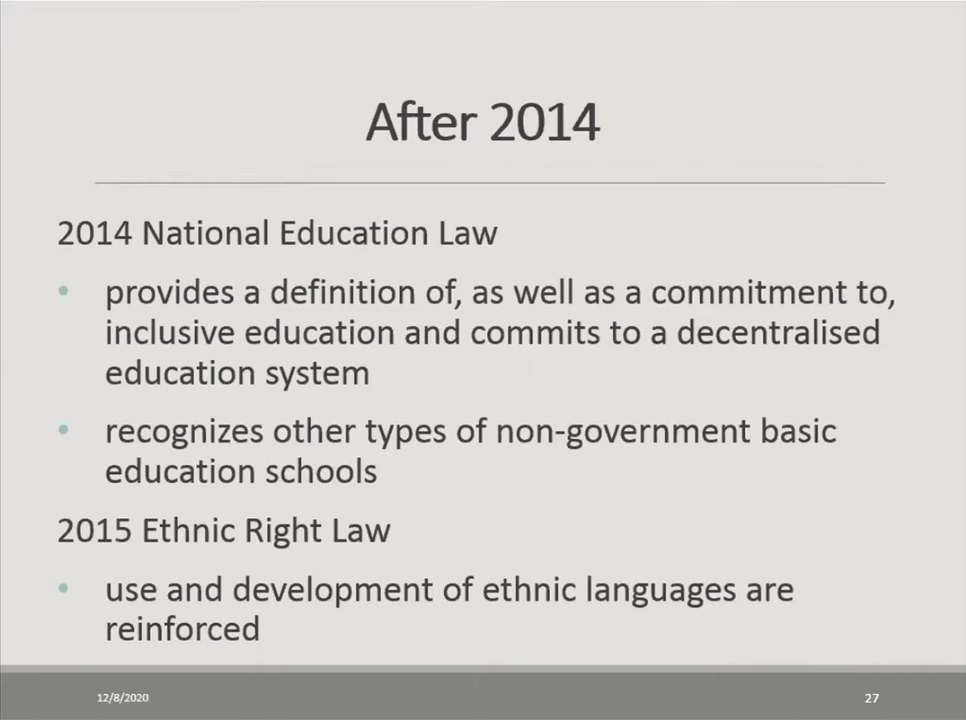 After 2014
2014 National Education Law
• provides a definition of, as well as a commitment to,
inclusive education and commits to a decentralised
education system
• recognizes other types of non-government basic
education schools
2015 Ethnic Right Law
• use and development of ethnic languages are
reinforced
12/8/2020
27